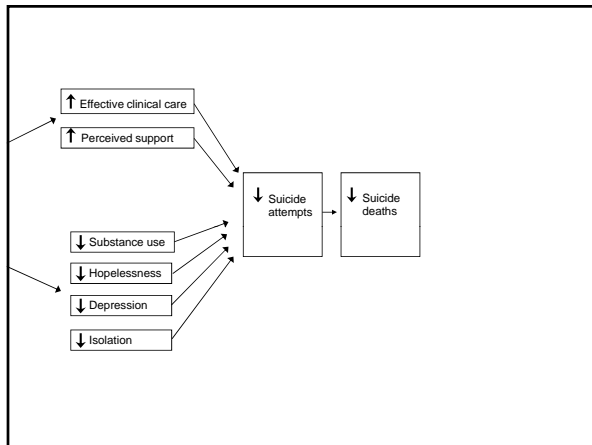 ↑ Effective clinical care
↑ Perceived support
↓ Suicide
attempts
↓ Suicide
deaths
↓ Substance use
↓ Hopelessness
↓ Depression
↓ Isolation